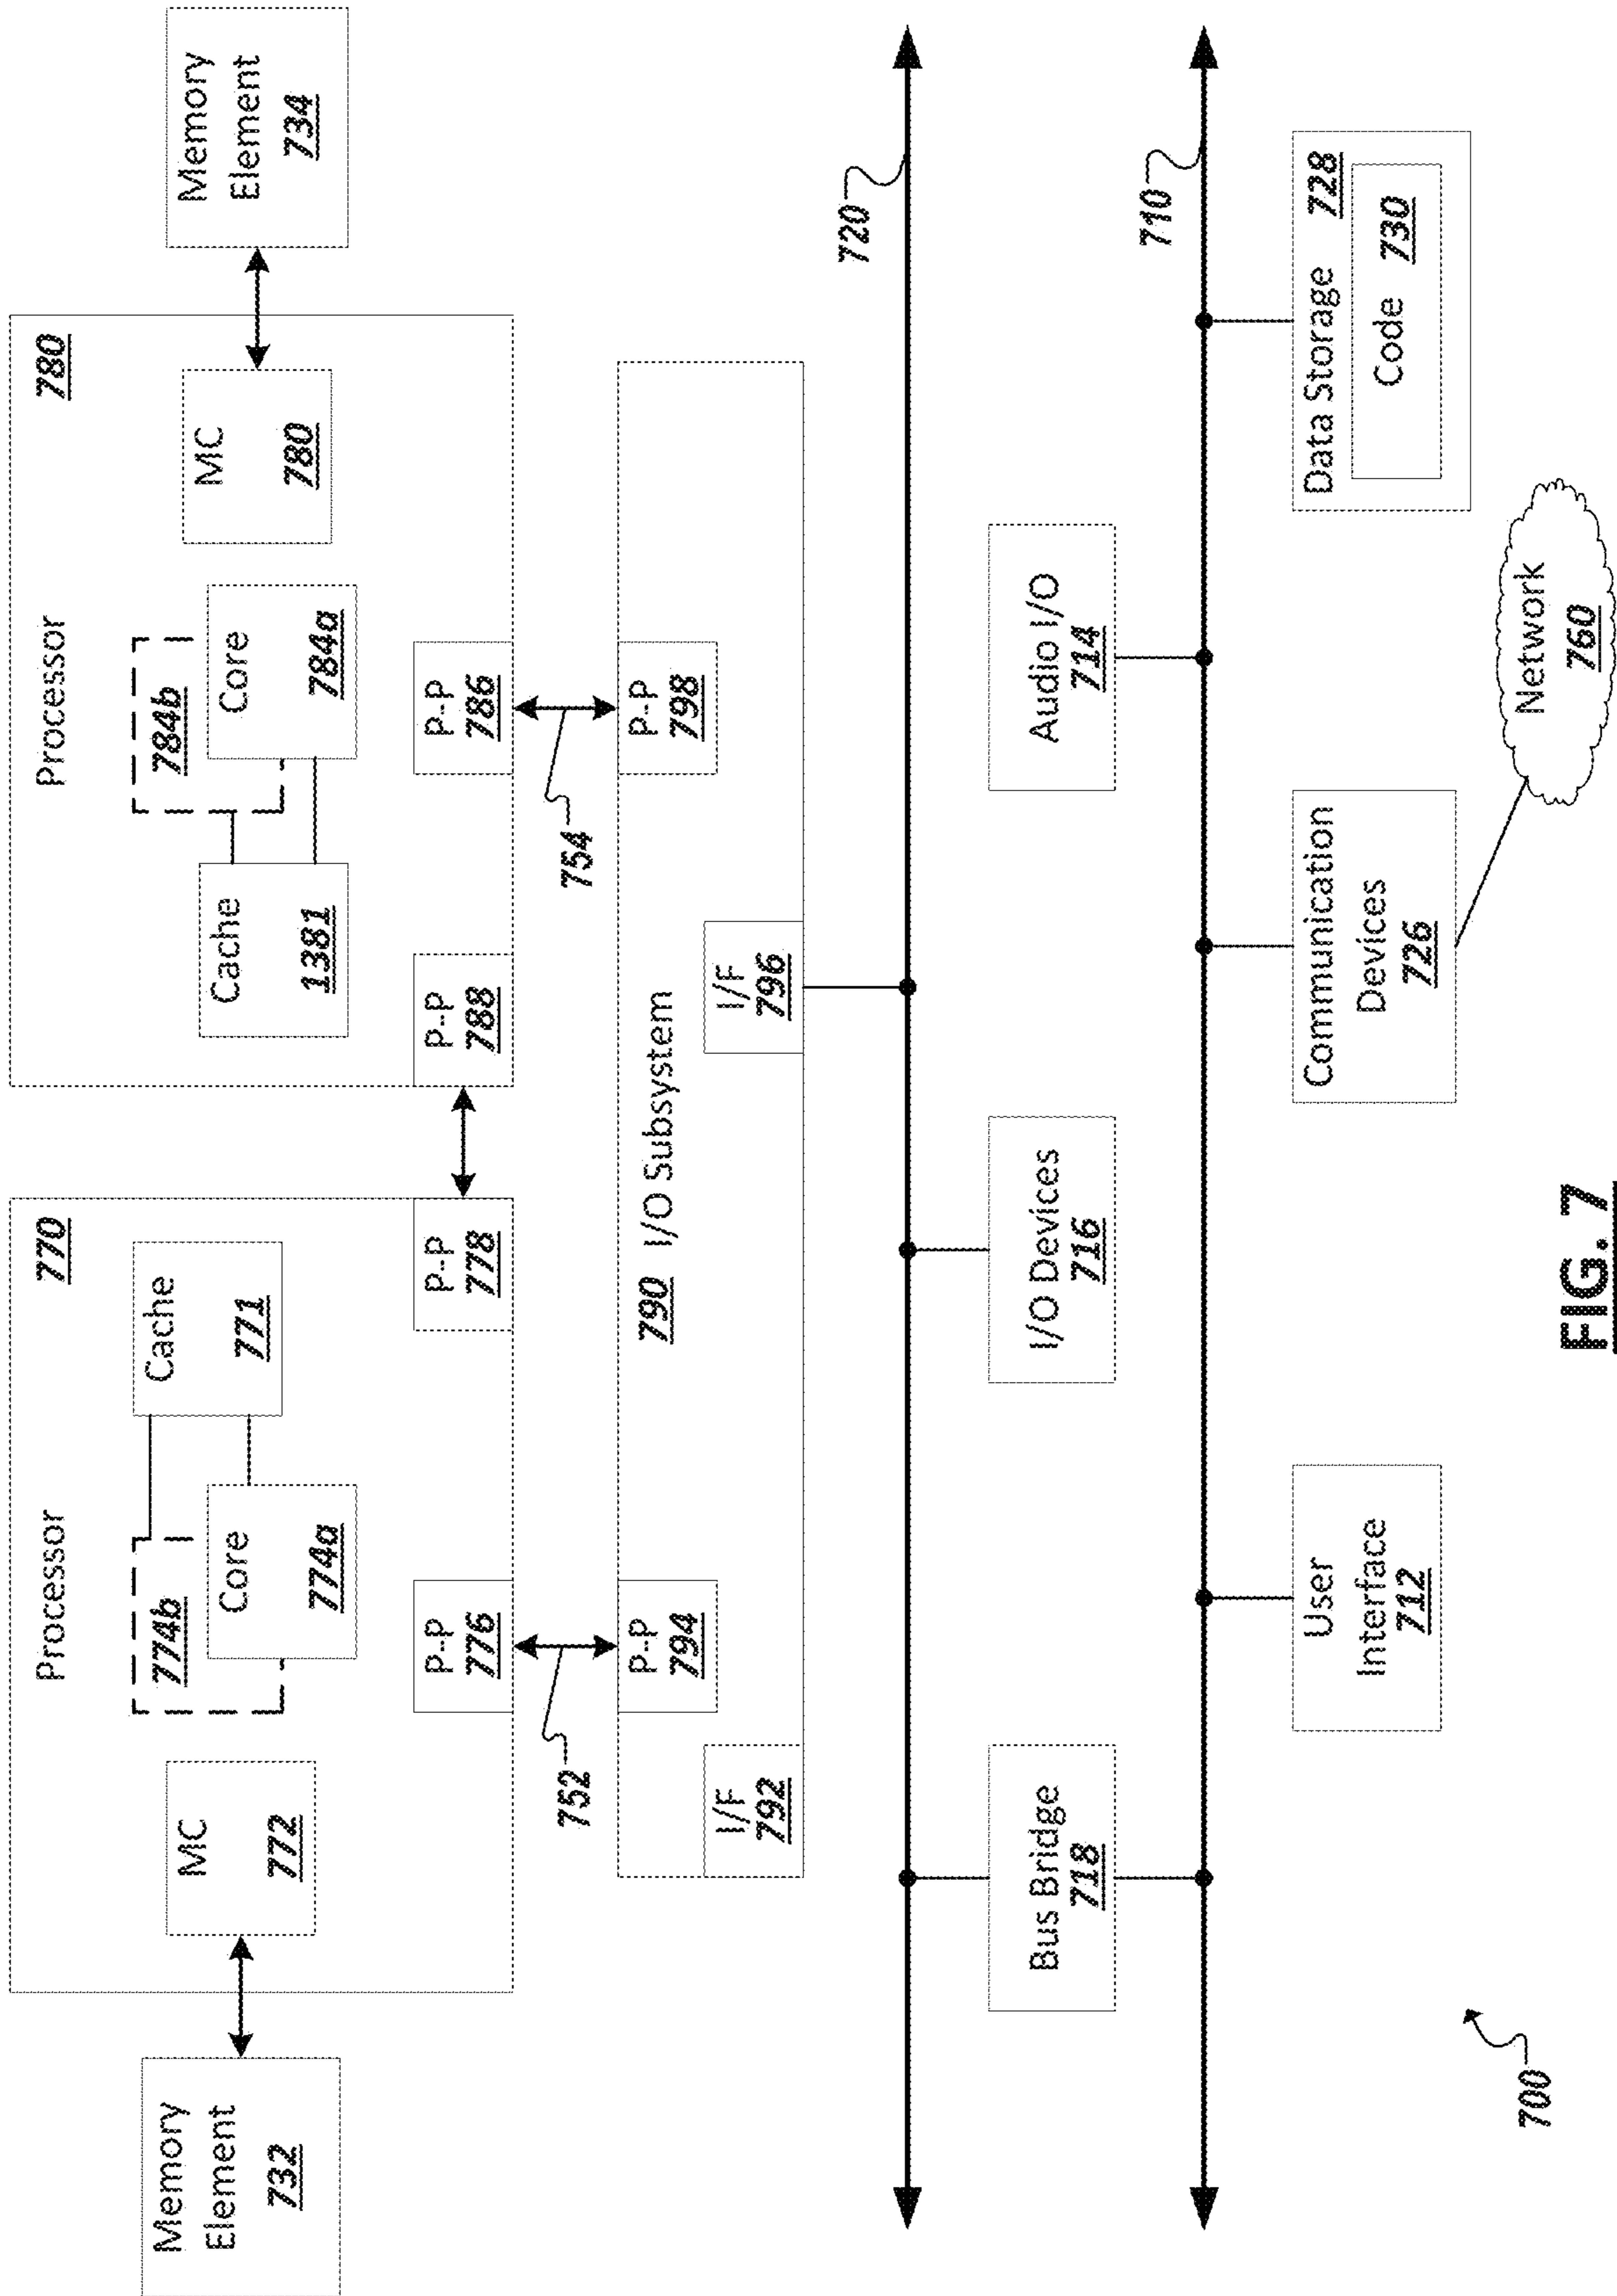 Processor
770
Cache
771
774b
Core
774a
MC
772
P-P
776
P-P
778
Memory
Element
732
Processor
780
784b
Core
784a
Cache
1381
MC
780
P-P
788
P-P
786
Memory
Element
734
752
754
790 I/O Subsystem
P-P
794
P-P
798
I/F
792
I/F
796
720
Bus Bridge
718
I/O Devices
716
Audio I/O
714
710
User
Interface
712
Communication
Devices
726
Data Storage 728
Code 730
Network
760
700
FIG. 7